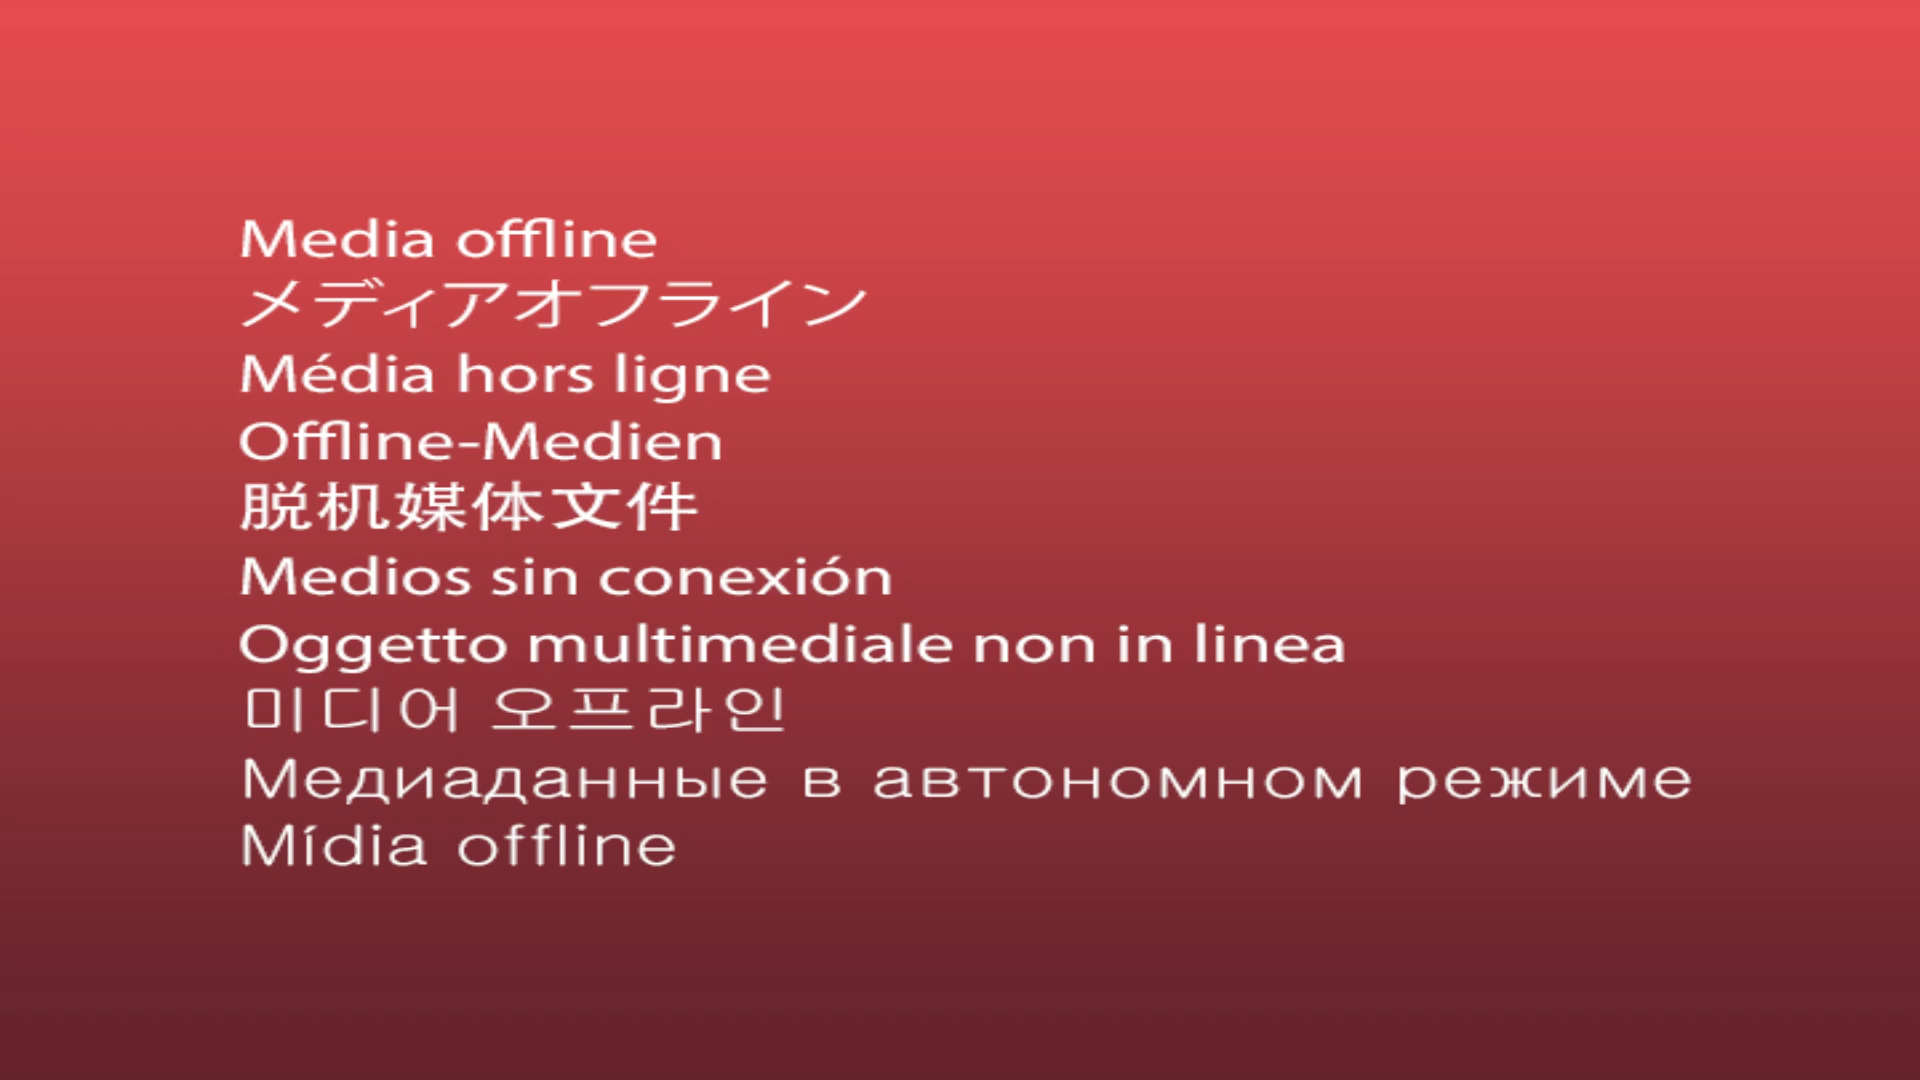 Media offline
メディアオフライン
Média hors ligne
Offline-Medien
脱机媒体文件
Medios sin conexión
Oggetto multimediale non in linea
미디어 오프라인
Медиаданные в автономном режиме
Mídia offline